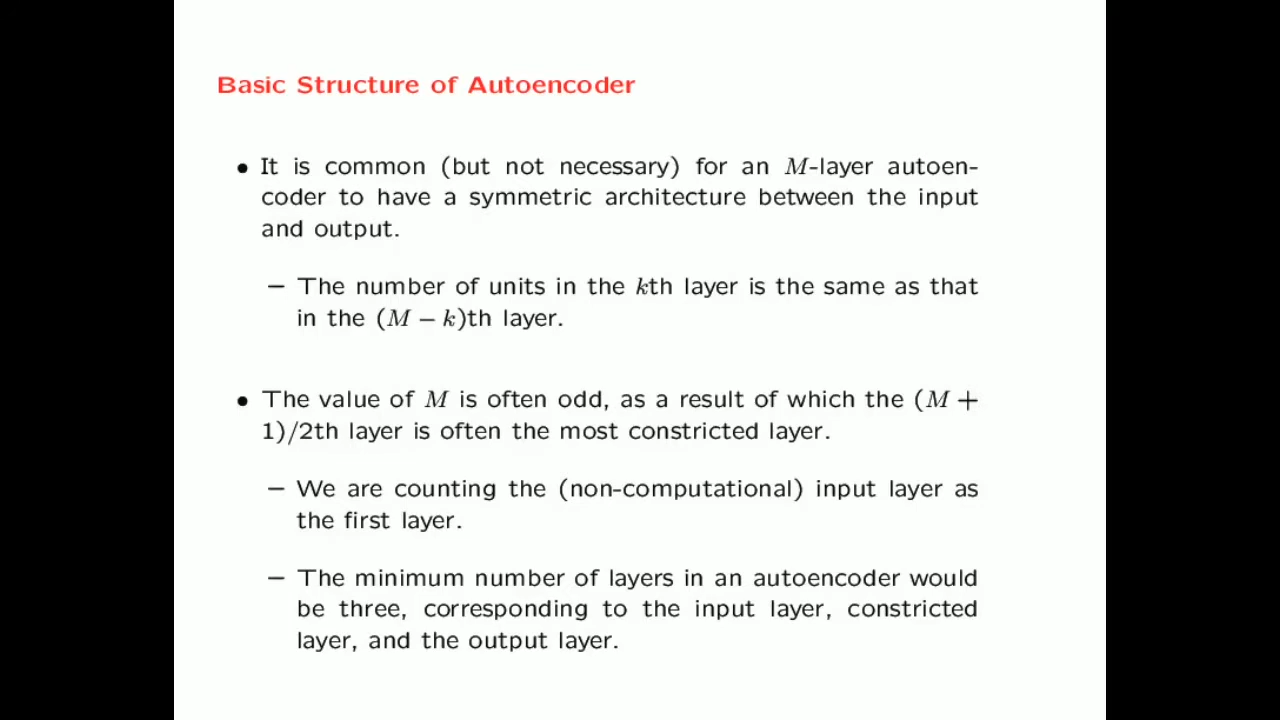 Basic Structure of Autoencoder
• It is common (but not necessary) for an M-layer autoen-
coder to have a symmetric architecture between the input
and output.
– The number of units in the kth layer is the same as that
in the (M − k)th layer.
• The value of M is often odd, as a result of which the (M +
1)/2th layer is often the most constricted layer.
– We are counting the (non-computational) input layer as
the first layer.
– The minimum number of layers in an autoencoder would
be three, corresponding to the input layer, constricted
layer, and the output layer.